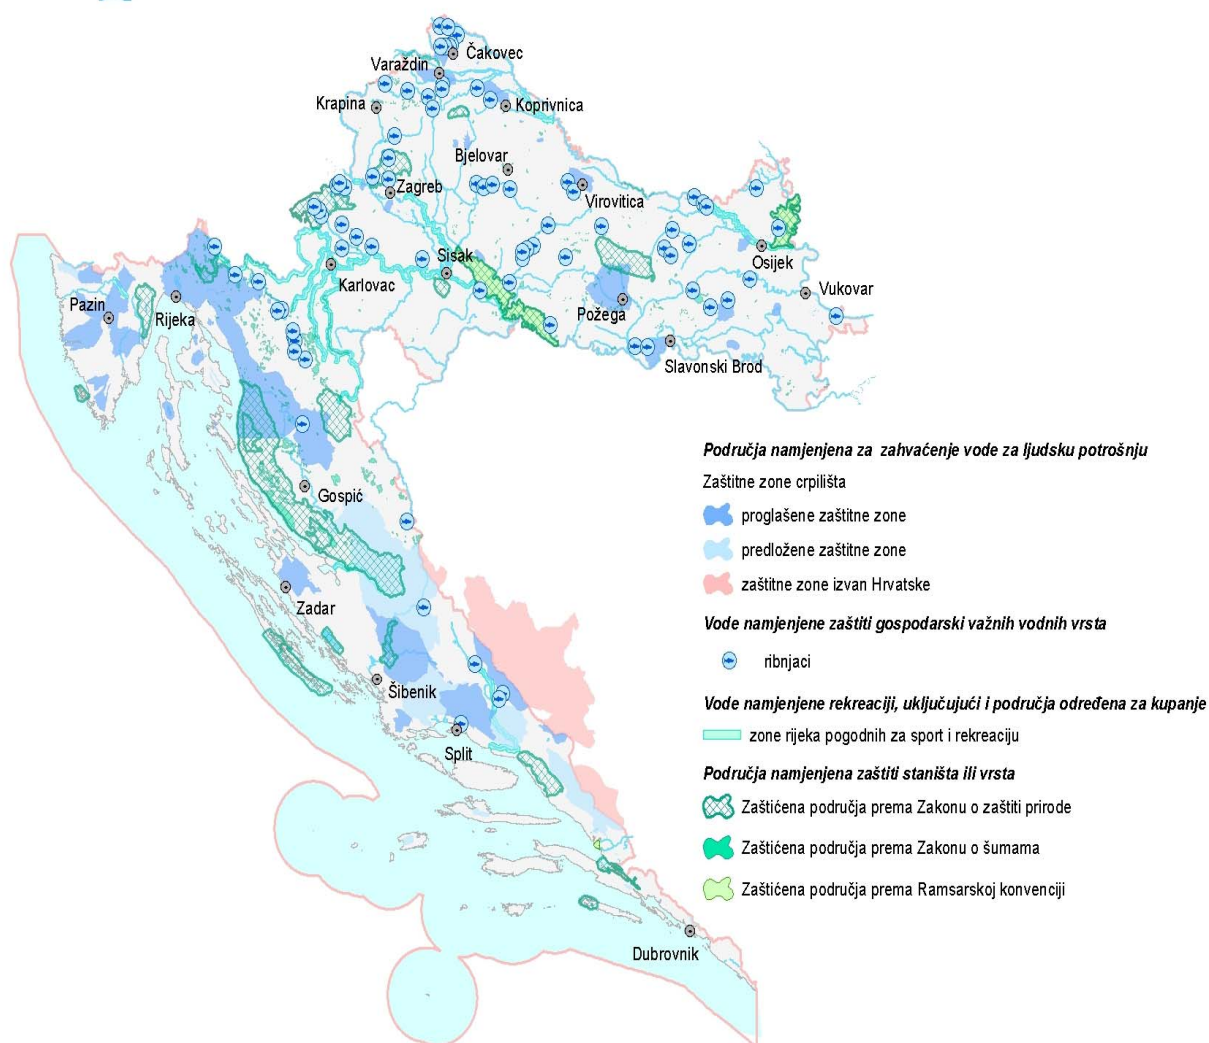 Čakovec
Varaždin
Krapina
Koprivnica
Bjelovar
Zagreb
Virovitica
Sisak
Osijek
Karlovac
Vukovar
Pazin
Rijeka
Požega
Slavonski Brod
Gospić
Zadar
Šibenik
Split
Dubrovnik
Područja namjenjena za zahvaćenje vode za ljudsku potrošnju
Zaštitne zone crpilišta
proglašene zaštitne zone
predložene zaštitne zone
zaštitne zone izvan Hrvatske
Vode namjenjene zaštiti gospodarski važnih vodnih vrsta
ribnjaci
Vode namjenjene rekreaciji, uključujući i područja određena za kupanje
zone rijeka pogodnih za sport i rekreaciju
Područja namjenjena zaštiti staništa ili vrsta
Zaštićena područja prema Zakonu o zaštiti prirode
Zaštićena područja prema Zakonu o šumama
Zaštićena područja prema Ramsarskoj konvenciji